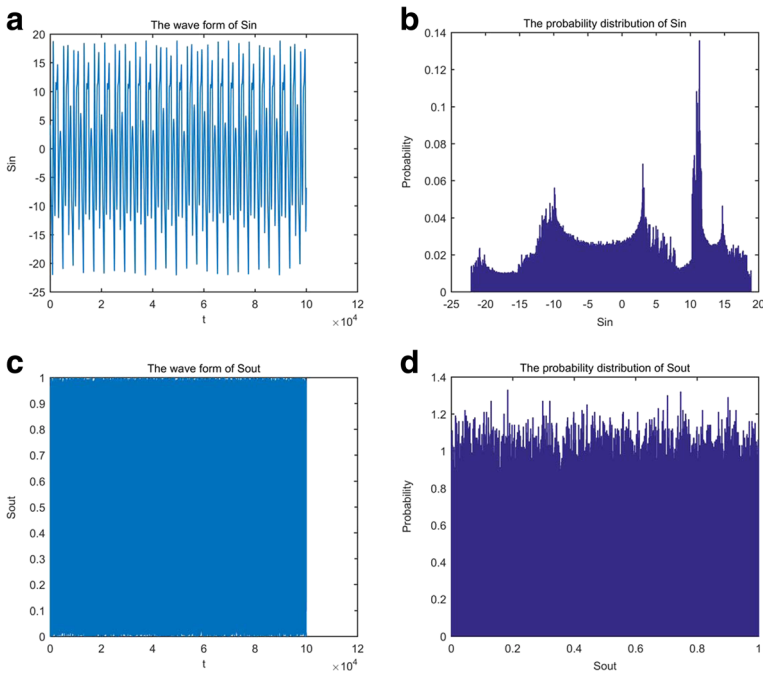 a
The wave form of Sin
20
15
10
5
0
-5
-10
-15
-20
-25
Sin
0 2 4 6 8 10 12
t
×10⁴
b
The probability distribution of Sin
0.14
0.12
0.1
0.08
0.06
0.04
0.02
0
Probability
-25 -20 -15 -10 -5 0 5 10 15 20
Sin
c
The wave form of Sout
1
0.9
0.8
0.7
0.6
0.5
0.4
0.3
0.2
0.1
0
Sout
0 2 4 6 8 10 12
t
×10⁴
d
The probability distribution of Sout
1.4
1.2
1
0.8
0.6
0.4
0.2
0
Probability
0 0.2 0.4 0.6 0.8 1
Sout